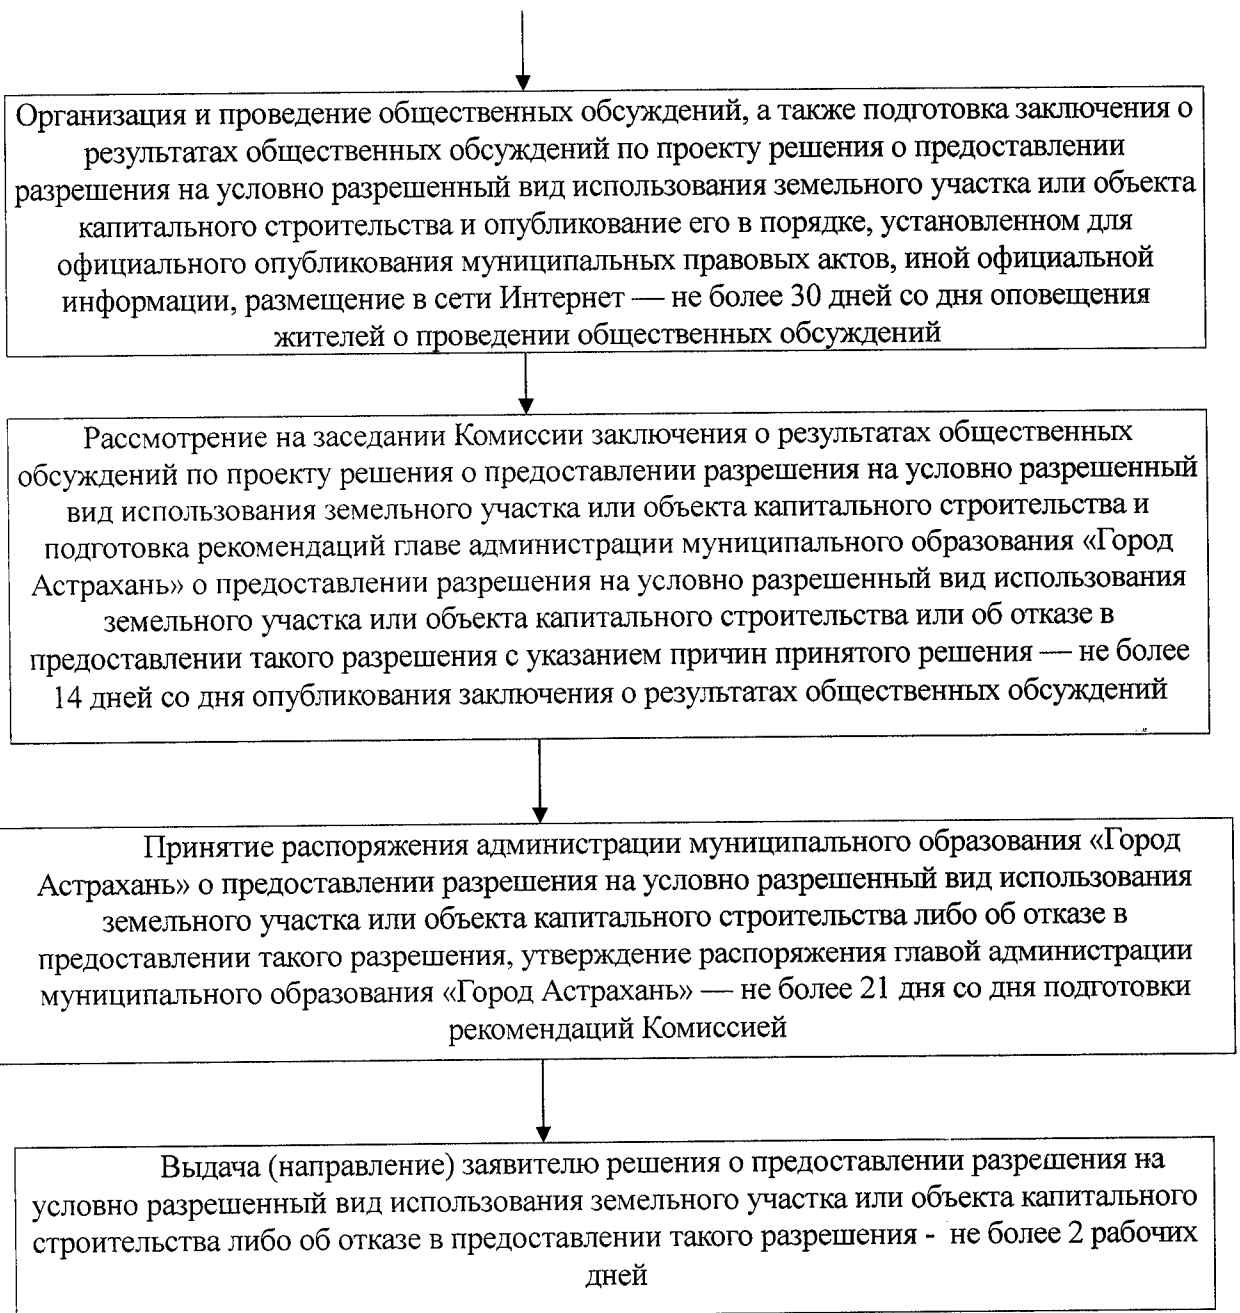 Организация и проведение общественных обсуждений, а также подготовка заключения о
результатах общественных обсуждений по проекту решения о предоставлении
разрешения на условно разрешенный вид использования земельного участка или объекта
капитального строительства и опубликование его в порядке, установленном для
официального опубликования муниципальных правовых актов, иной официальной
информации, размещение в сети Интернет — не более 30 дней со дня оповещения
жителей о проведении общественных обсуждений
Рассмотрение на заседании Комиссии заключения о результатах общественных
обсуждений по проекту решения о предоставлении разрешения на условно разрешенный
вид использования земельного участка или объекта капитального строительства и
подготовка рекомендаций главе администрации муниципального образования «Город
Астрахань» о предоставлении разрешения на условно разрешенный вид использования
земельного участка или объекта капитального строительства или об отказе в
предоставлении такого разрешения с указанием причин принятого решения — не более
14 дней со дня опубликования заключения о результатах общественных обсуждений
Принятие распоряжения администрации муниципального образования «Город
Астрахань» о предоставлении разрешения на условно разрешенный вид использования
земельного участка или объекта капитального строительства либо об отказе в
предоставлении такого разрешения, утверждение распоряжения главой администрации
муниципального образования «Город Астрахань» — не более 21 дня со дня подготовки
рекомендаций Комиссией
Выдача (направление) заявителю решения о предоставлении разрешения на
условно разрешенный вид использования земельного участка или объекта капитального
строительства либо об отказе в предоставлении такого разрешения - не более 2 рабочих
дней